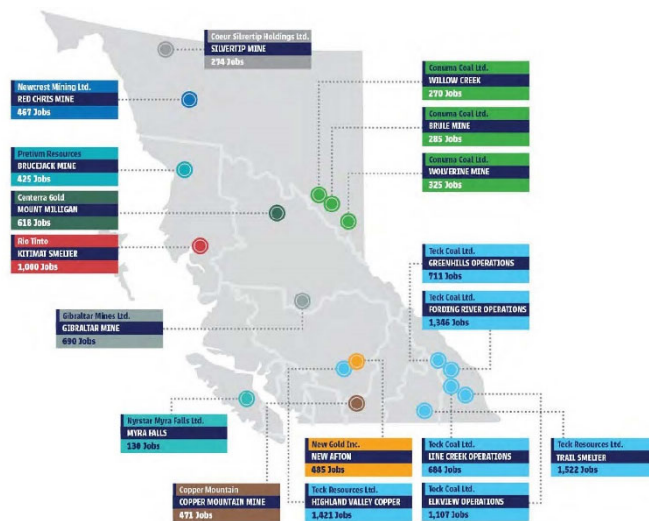 Coeur Silvertip Holdings Ltd.
SILVERTIP MINE
274 Jobs
Newcrest Mining Ltd.
RED CHRIS MINE
467 Jobs
Conuma Coal Ltd.
WILLOW CREEK
270 Jobs
Conuma Coal Ltd.
BRULE MINE
285 Jobs
Conuma Coal Ltd.
WOLVERINE MINE
325 Jobs
Pretivm Resources
BRUCEJACK MINE
425 Jobs
Centerra Gold
MOUNT MILLIGAN
616 Jobs
Rio Tinto
KITIMAT SMELTER
1,000 Jobs
Teck Coal Ltd.
GREENHILLS OPERATIONS
711 Jobs
Teck Coal Ltd.
FORDING RIVER OPERATIONS
1,346 Jobs
Gibraltar Mines Ltd.
GIBRALTAR MINE
690 Jobs
Nyrstar Myra Falls Ltd.
MYRA FALLS
130 Jobs
New Gold Inc.
NEW AFTON
485 Jobs
Teck Coal Ltd.
LINE CREEK OPERATIONS
684 Jobs
Teck Resources Ltd.
TRAIL SMELTER
1,522 Jobs
Copper Mountain
COPPER MOUNTAIN MINE
471 Jobs
Teck Resources Ltd.
HIGHLAND VALLEY COPPER
1,421 Jobs
Teck Coal Ltd.
ELKVIEW OPERATIONS
1,107 Jobs